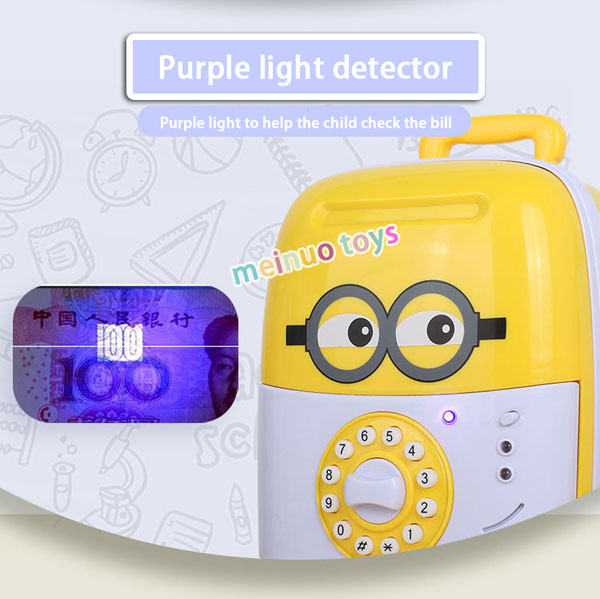 Purple light detector
Purple light to help the child check the bill
meinuo toys
中国人民银行
100
100
7 6 5 4 3 2 1 * # 0 9 8